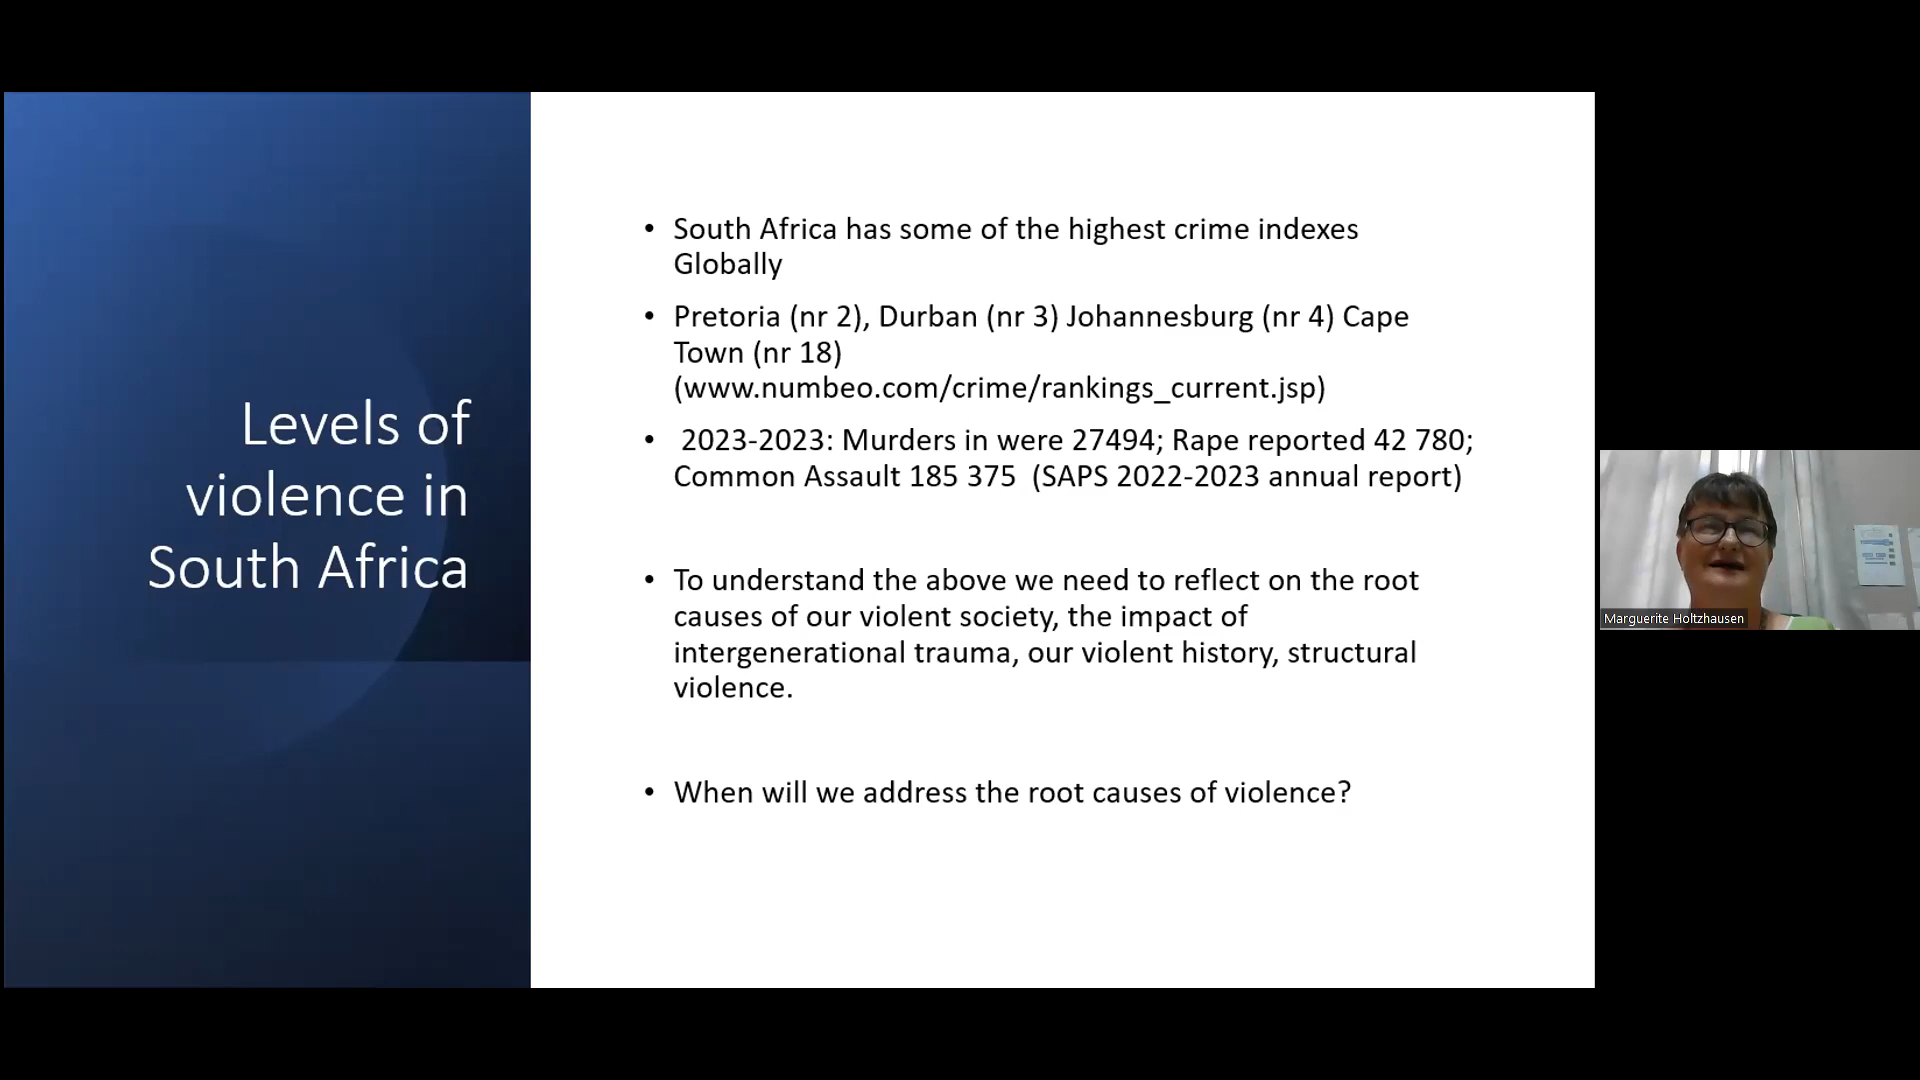 Levels of
violence in
South Africa
• South Africa has some of the highest crime indexes
Globally
• Pretoria (nr 2), Durban (nr 3) Johannesburg (nr 4) Cape
Town (nr 18)
(www.numbeo.com/crime/rankings_current.jsp)
• 2023-2023: Murders in were 27494; Rape reported 42 780;
Common Assault 185 375 (SAPS 2022-2023 annual report)
• To understand the above we need to reflect on the root
causes of our violent society, the impact of
intergenerational trauma, our violent history, structural
violence.
• When will we address the root causes of violence?
Marguerite Holtzhausen